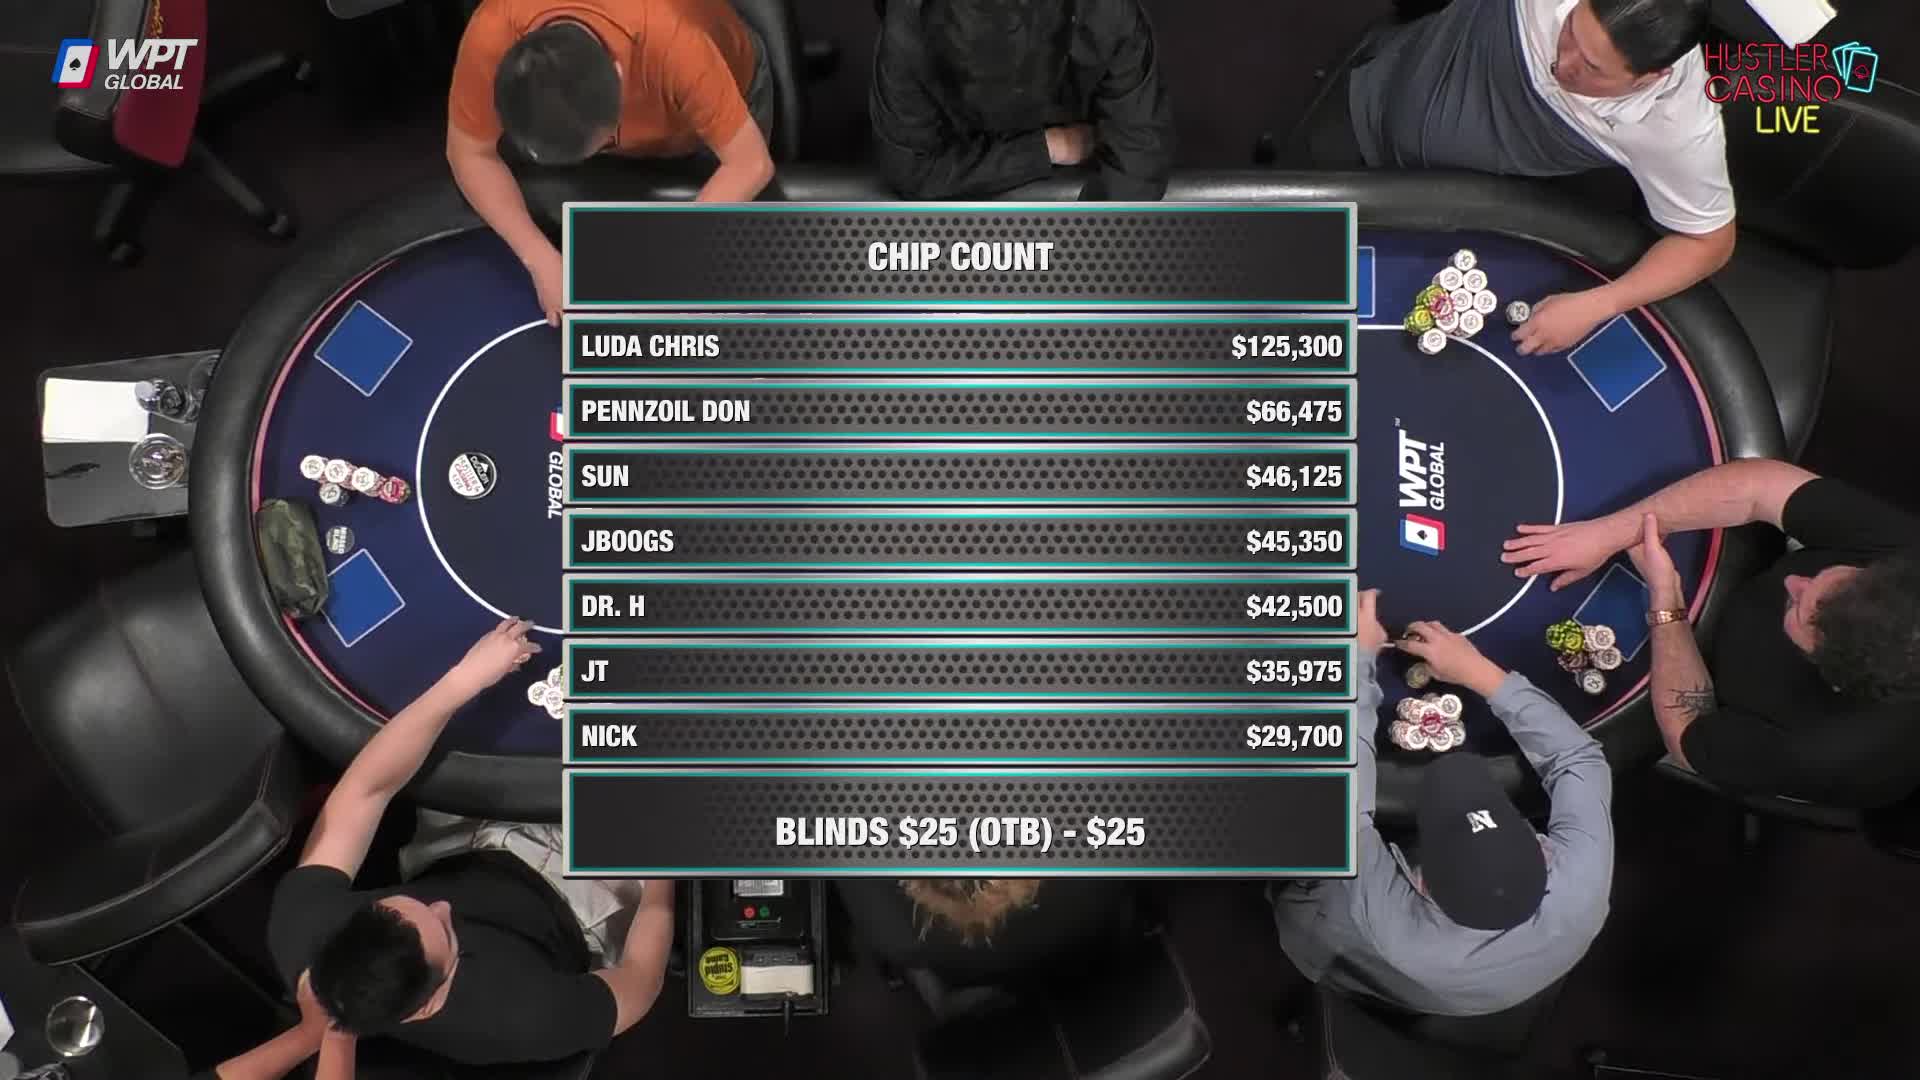 WPT
GLOBAL
HUSTLER
CASINO
LIVE
CHIP COUNT
LUDA CHRIS $125,300
PENNZOIL DON $66,475
SUN $46,125
JBOOGS $45,350
DR. H $42,500
JT $35,975
NICK $29,700
BLINDS $25 (OTB) - $25
GLOBAL
WPT
GLOBAL
DEALER
N